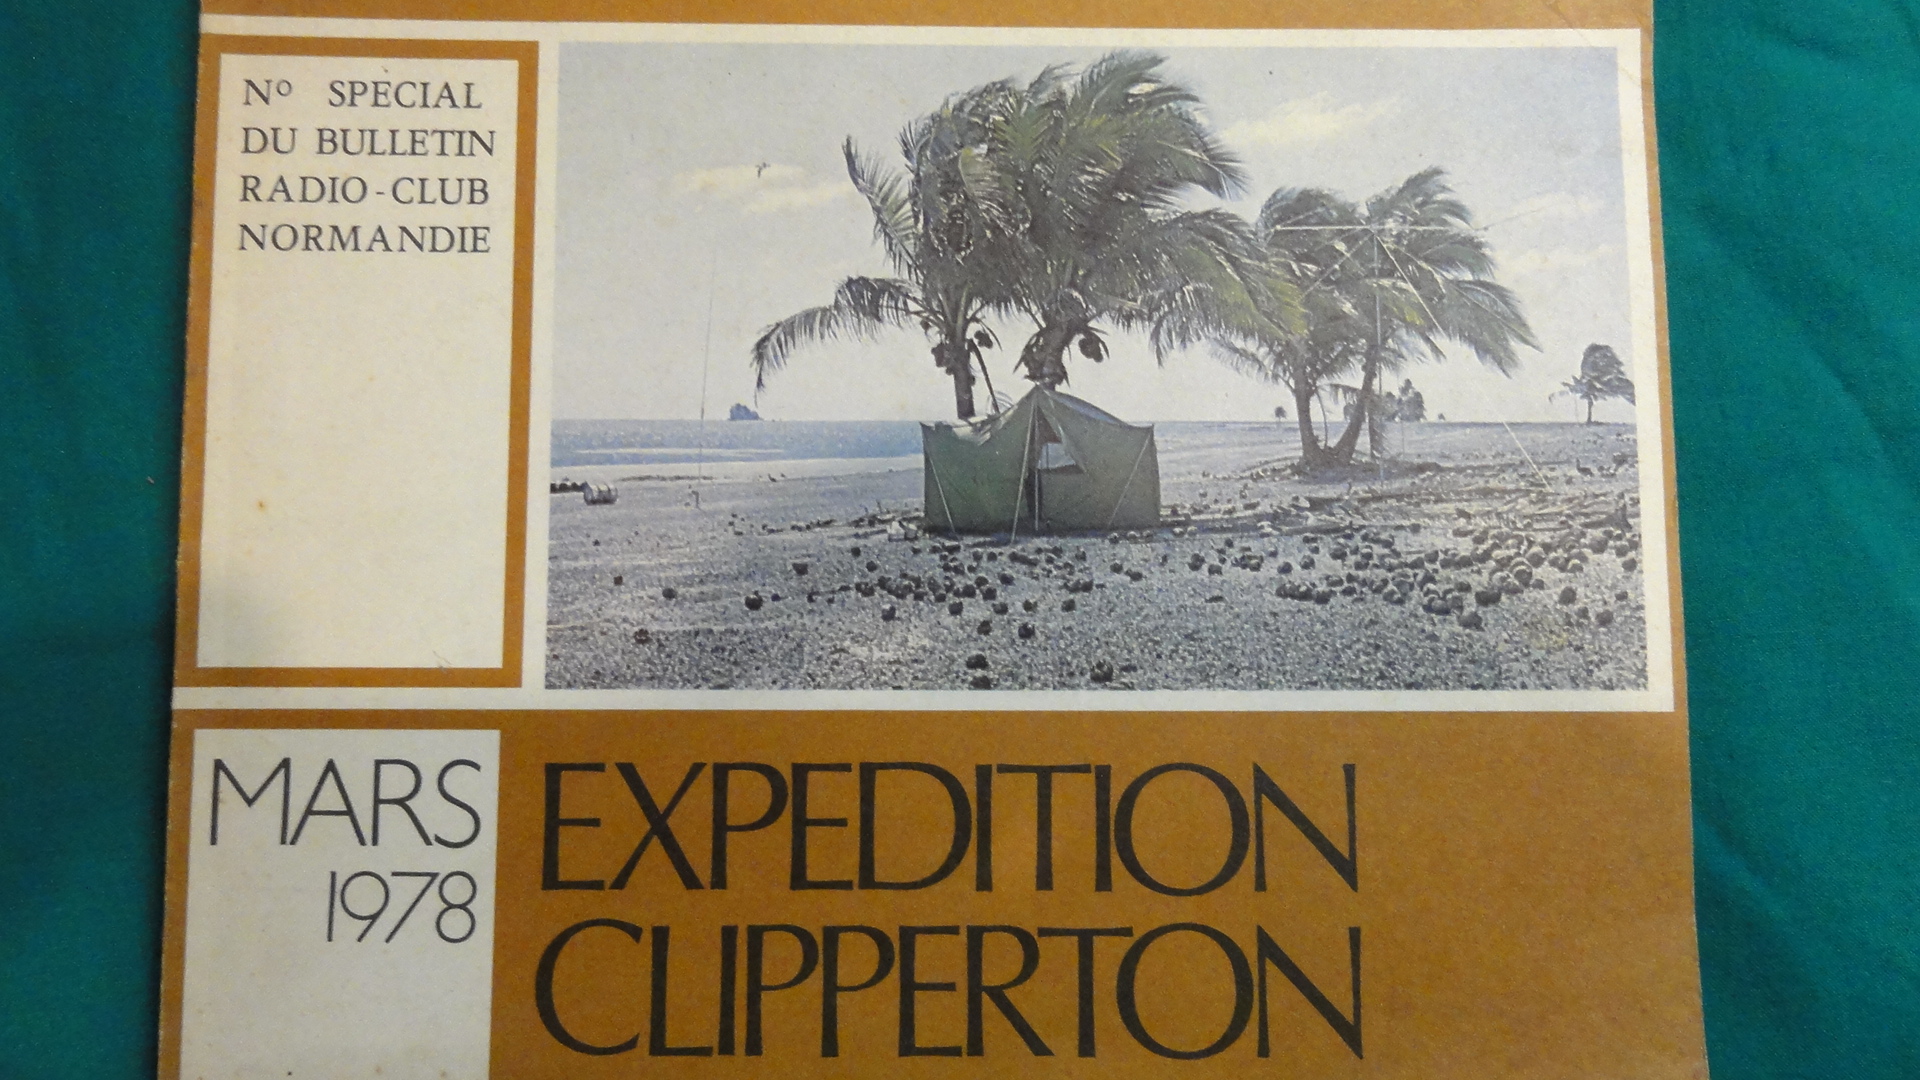 Nº SPÉCIAL
DU BULLETIN
RADIO-CLUB
NORMANDIE
MARS
1978
EXPEDITION
CLIPPERTON